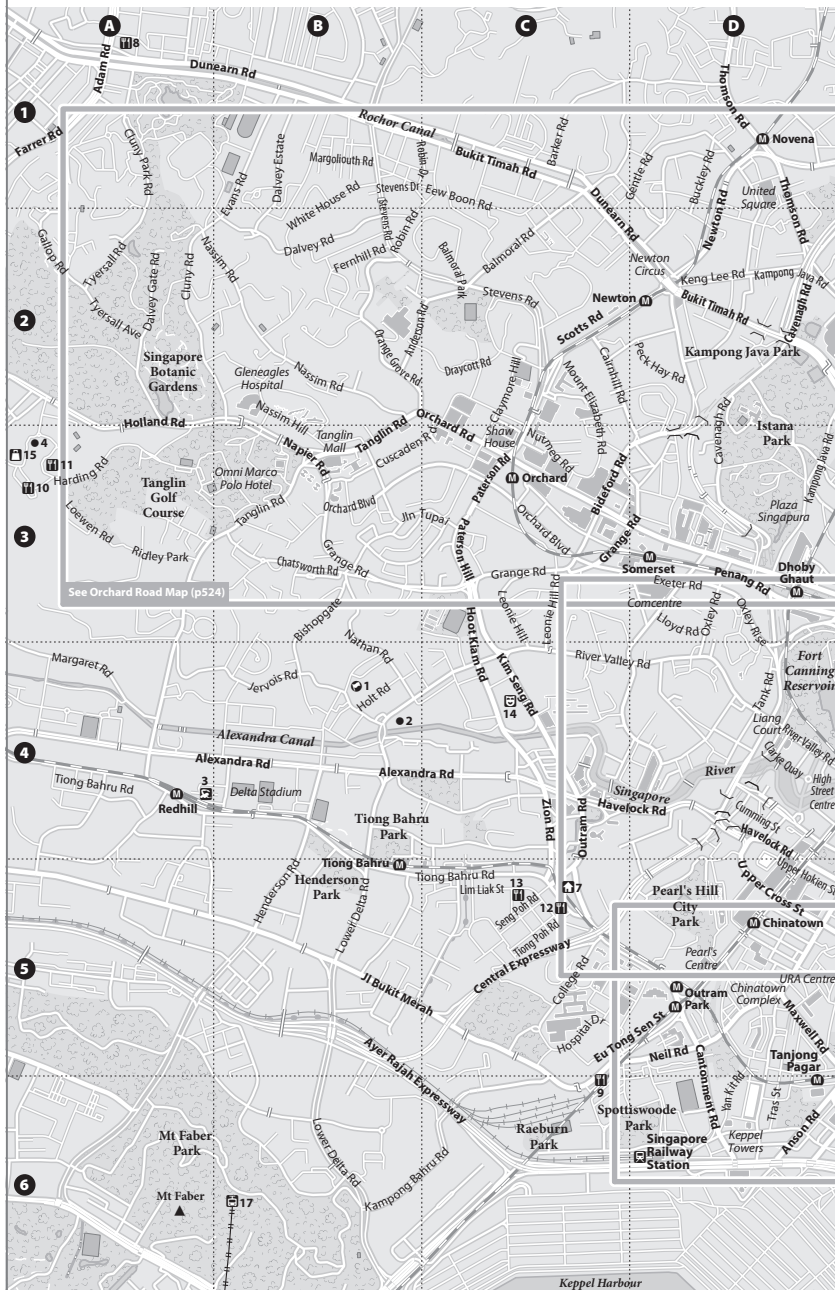 A
B
C
D
8
Adam Rd
Dunearn Rd
Thomson Rd
1
Farrer Rd
Cluny Park Rd
Evans Rd
Dalvey Estate
Rochor Canal
Margoliouth Rd
Robin Dr
Bukit Timah Rd
Barker Rd
Gentle Rd
Buckley Rd
Novena
Stevens Dr
Eew Boon Rd
White House Rd
Stevens Rd
Robin Rd
Dunearn Rd
Newton Rd
United
Square
Thomson Rd
Gallop Rd
Tyersall Rd
Dalvey Gate Rd
Cluny Rd
Nassim Rd
Dalvey Rd
Fernhill Rd
Balmoral Park
Balmoral Rd
Newton
Circus
Keng Lee Rd
Kampong Java Rd
Tyersall Ave
Stevens Rd
Newton
Bukit Timah Rd
Cavenagh Rd
2
Anderson Rd
Orange Grove Rd
Scotts Rd
Singapore
Botanic
Gardens
Gleneagles
Hospital
Nassim Rd
Draycott Rd
Claymore Hill
Mount Elizabeth Rd
Cairnhill Rd
Peck Hay Rd
Kampong Java Park
Holland Rd
Nassim Hill
Tanglin Rd
Orchard Rd
Shaw
House
Nutmeg Rd
Cavenagh Rd
Istana
Park
4
15
11
10
Harding Rd
Napier Rd
Tanglin
Mall
Cuscaden Rd
Paterson Rd
Bideford Rd
Kampong Java Rd
Tanglin
Golf
Course
Omni Marco
Polo Hotel
Orchard
Plaza
Singapura
3
Loewen Rd
Tanglin Rd
Orchard Blvd
Jln Tupai
Orchard Blvd
Grange Rd
Ridley Park
Chatsworth Rd
Grange Rd
Paterson Hill
Grange Rd
Somerset
Penang Rd
Dhoby
Ghaut
See Orchard Road Map (p524)
Exeter Rd
Comcentre
Bishopgate
Leonie Hill
Leonie Hill Rd
Lloyd Rd
Oxley Rd
Oxley Rise
Nathan Rd
Hoot Kiam Rd
Kim Seng Rd
River Valley Rd
Fort
Canning
Reservoir
Margaret Rd
Jervois Rd
1
Holt Rd
2
14
Tank Rd
Liang
Court
River Valley Rd
Alexandra Canal
4
Alexandra Rd
Alexandra Rd
Clarke Quay
Tiong Bahru Rd
3
Redhill
Delta Stadium
Zion Rd
Outram Rd
Singapore
River
Havelock Rd
High
Street
Centre
Tiong Bahru
Park
Cumming St
Havelock Rd
Tiong Bahru
Tiong Bahru Rd
Henderson Rd
Henderson
Park
Lower Delta Rd
Lim Liak St
13
Seng Poh Rd
7
12
Pearl's Hill
City
Park
Upper Cross St
Upper Hokien St
Tiong Poh Rd
Chinatown
5
Central Expressway
Pearl's
Centre
Jl Bukit Merah
College Rd
Outram
Park
URA Centre
Chinatown
Complex
Hospital Dr
Eu Tong Sen St
Maxwell Rd
Ayer Rajah Expressway
Neil Rd
Cantonment Rd
Tanjong
Pagar
9
Yan Kit Rd
Tras St
Spottiswoode
Park
Raeburn
Park
Anson Rd
Mt Faber
Park
Lower Delta Rd
Keppel
Towers
Singapore
Railway
Station
6
Mt Faber
17
Kampong Bahru Rd
Keppel Harbour